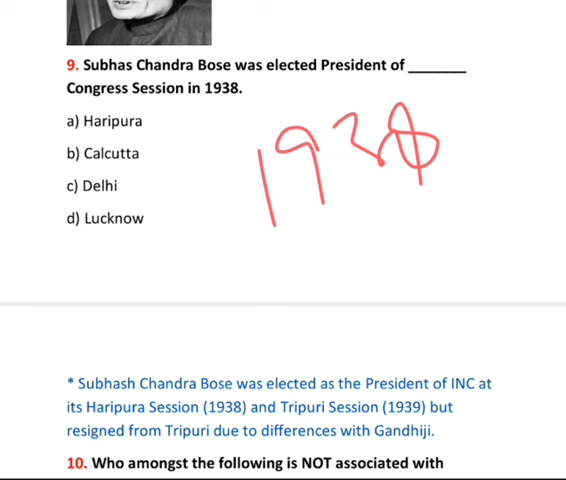 9. Subhas Chandra Bose was elected President of _______
Congress Session in 1938.
a) Haripura
b) Calcutta
c) Delhi
d) Lucknow
1938
* Subhash Chandra Bose was elected as the President of INC at
its Haripura Session (1938) and Tripuri Session (1939) but
resigned from Tripuri due to differences with Gandhiji.
10. Who amongst the following is NOT associated with